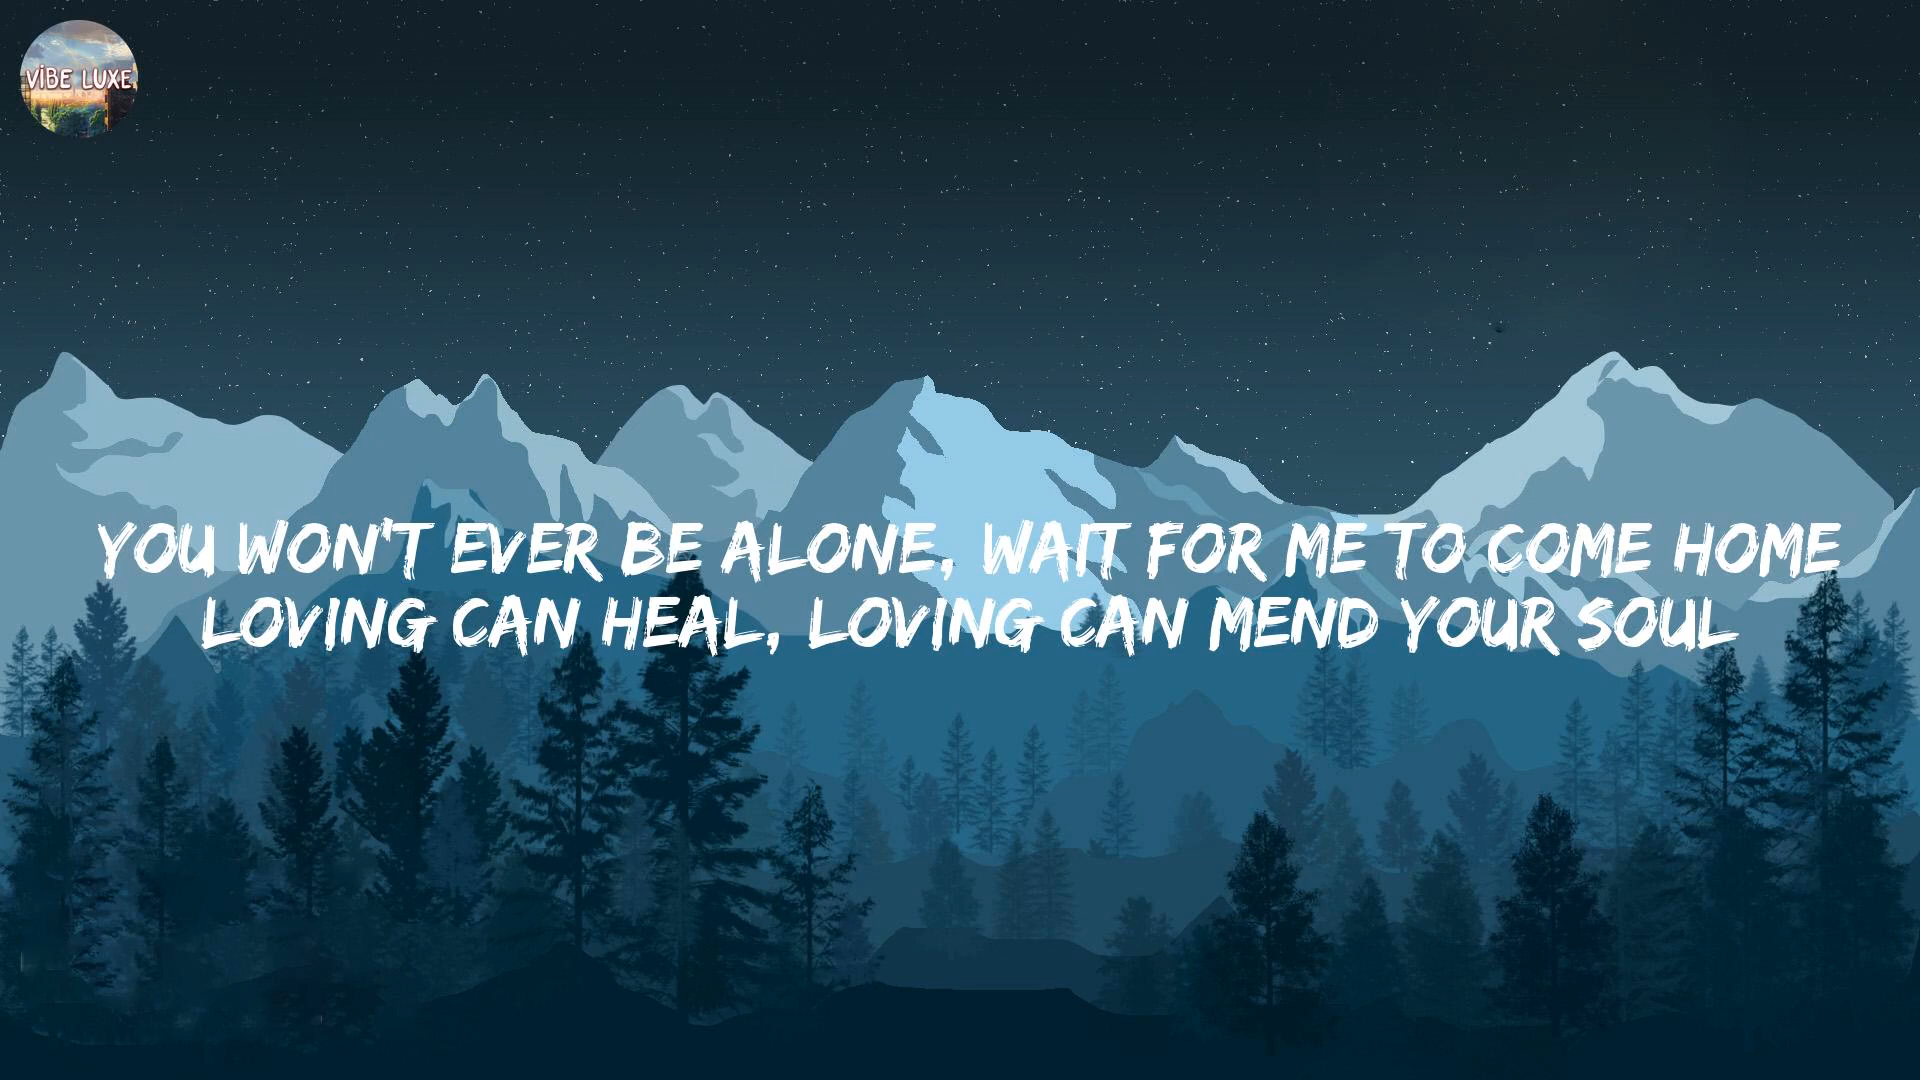 VİBE LUXE
YOU WON'T EVER BE ALONE, WAIT FOR ME TO COME HOME
LOVING CAN HEAL, LOVING CAN MEND YOUR SOUL